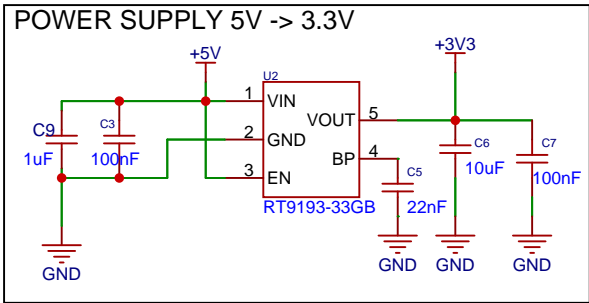 POWER SUPPLY 5V -> 3.3V
+5V
+3V3
U2
1
VIN
VOUT
5
2
GND
BP
4
3
EN
RT9193-33GB
C9
1uF
C3
100nF
C5
22nF
C6
10uF
C7
100nF
GND
GND
GND
GND